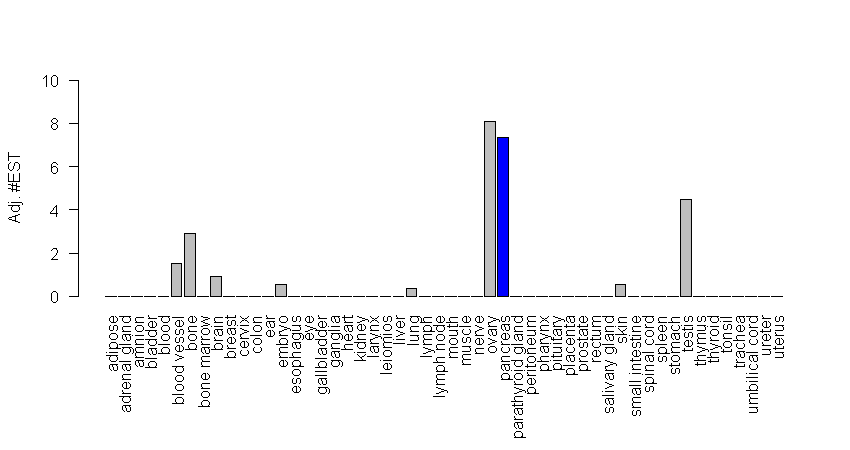 10
8
6
4
2
0
Adj. #EST
adipose
adrenal gland
amnion
bladder
blood
blood vessel
bone
bone marrow
brain
breast
cervix
colon
ear
embryo
esophagus
eye
gallbladder
ganglia
heart
kidney
larynx
leiomios
liver
lung
lymph
lymph node
mouth
muscle
nerve
ovary
pancreas
parathyroid gland
peritoneum
pharynx
pituitary
placenta
prostate
rectum
salivary gland
skin
small intestine
spinal cord
spleen
stomach
testis
thymus
thyroid
tonsil
trachea
umbilical cord
ureter
uterus